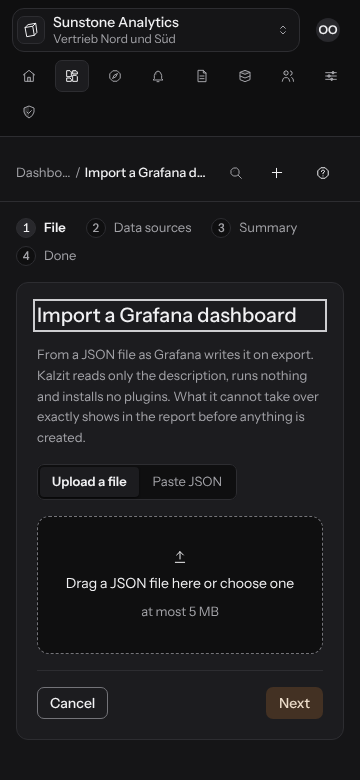 Sunstone Analytics
Vertrieb Nord und Süd
OO
Dashbo... / Import a Grafana d...
1 File 2 Data sources 3 Summary
4 Done
Import a Grafana dashboard
From a JSON file as Grafana writes it on export.
Kalzit reads only the description, runs nothing
and installs no plugins. What it cannot take over
exactly shows in the report before anything is
created.
Upload a file Paste JSON
Drag a JSON file here or choose one
at most 5 MB
Cancel Next